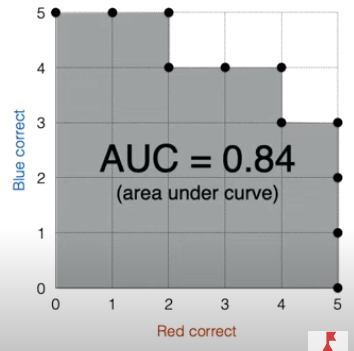 5
4
3
2
1
0
Blue correct
AUC = 0.84
(area under curve)
0 1 2 3 4 5
Red correct